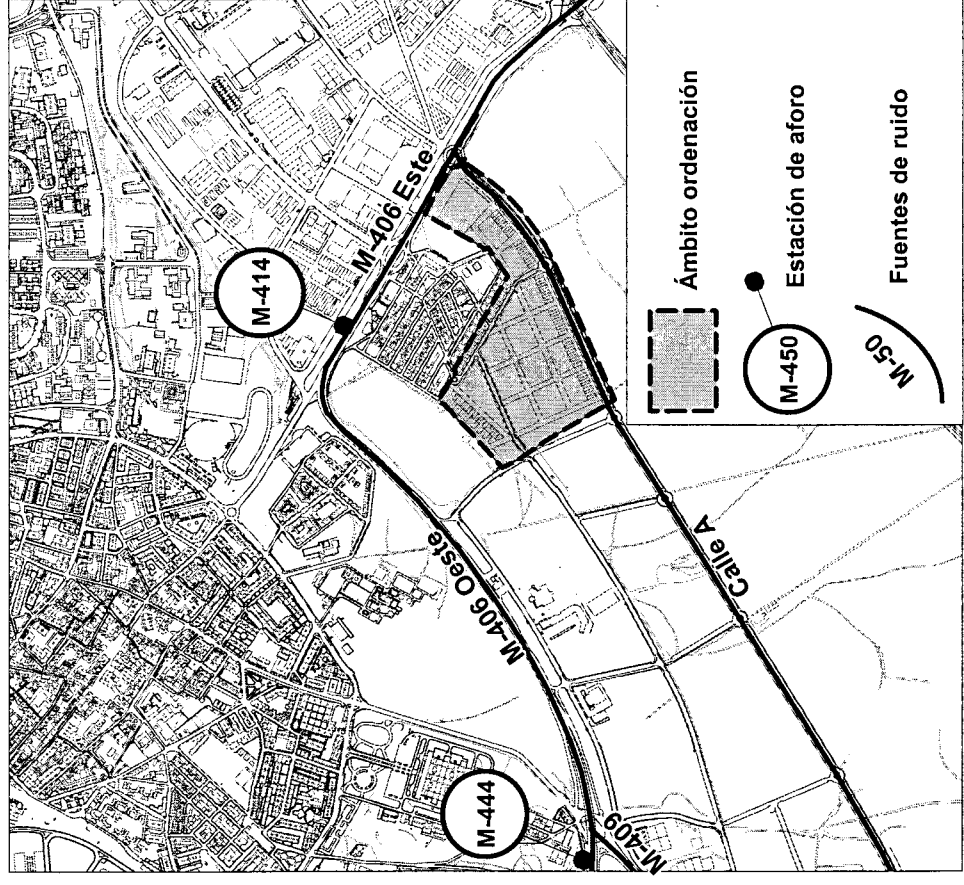 M-414
M-406 Este
M-406 Oeste
Calle A
M-444
M-409
Ámbito ordenación
M-450
Estación de aforo
M-50
Fuentes de ruido